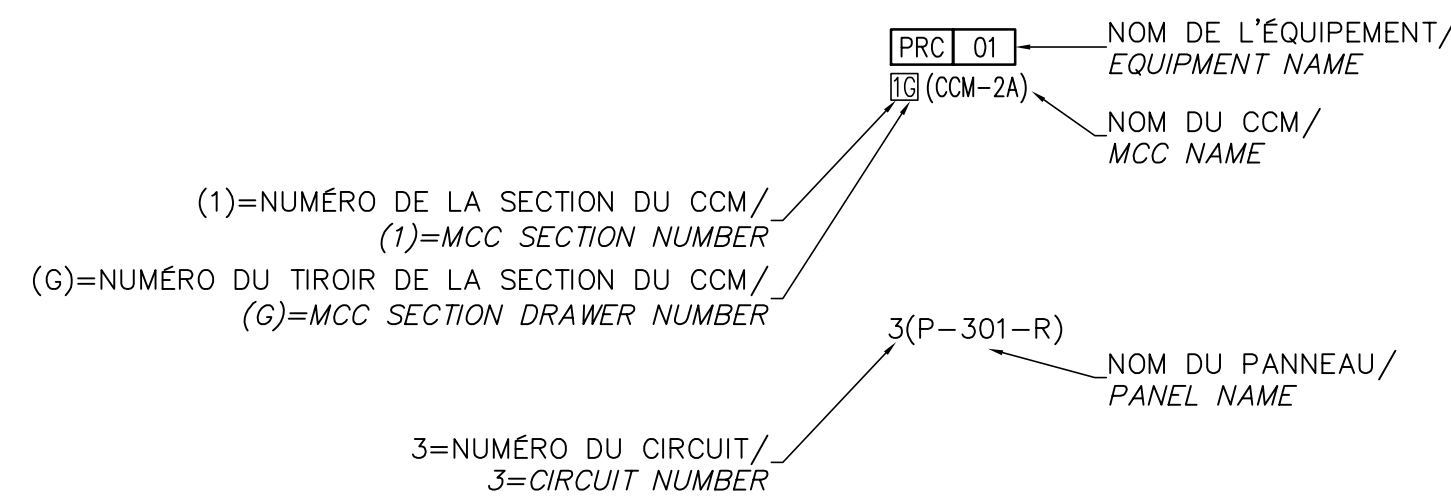 PRC 01
NOM DE L'ÉQUIPEMENT/
EQUIPMENT NAME
1G (CCM-2A)
NOM DU CCM/
MCC NAME
(1)=NUMÉRO DE LA SECTION DU CCM/
(1)=MCC SECTION NUMBER
(G)=NUMÉRO DU TIROIR DE LA SECTION DU CCM/
(G)=MCC SECTION DRAWER NUMBER
3(P-301-R)
NOM DU PANNEAU/
PANEL NAME
3=NUMÉRO DU CIRCUIT/
3=CIRCUIT NUMBER